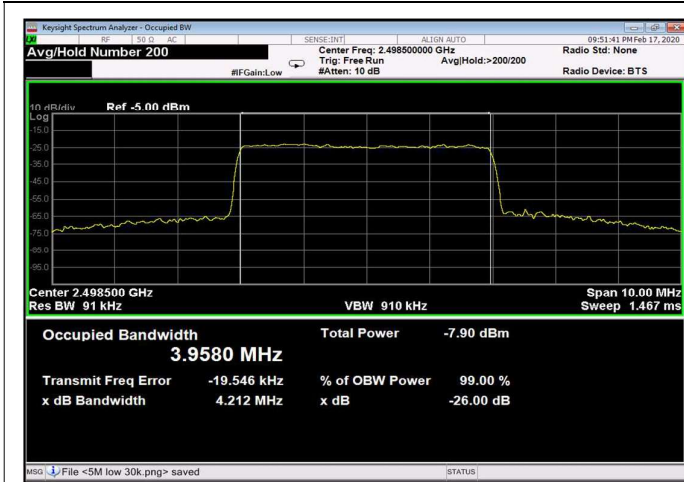 Keysight Spectrum Analyzer - Occupied BW
LXI RF 50 Ω AC SENSE:INT ALIGN AUTO 09:51:41 PM Feb 17, 2020
Avg/Hold Number 200 Center Freq: 2.498500000 GHz Radio Std: None
Trig: Free Run Avg|Hold:>200/200
#IFGain:Low #Atten: 10 dB Radio Device: BTS
10 dB/div Ref -5.00 dBm
Log
-15.0
-25.0
-35.0
-45.0
-55.0
-65.0
-75.0
-85.0
-95.0
Center 2.498500 GHz Span 10.00 MHz
Res BW 91 kHz VBW 910 kHz Sweep 1.467 ms
Occupied Bandwidth Total Power -7.90 dBm
3.9580 MHz
Transmit Freq Error -19.546 kHz % of OBW Power 99.00 %
x dB Bandwidth 4.212 MHz x dB -26.00 dB
MSG File <5M low 30k.png> saved STATUS